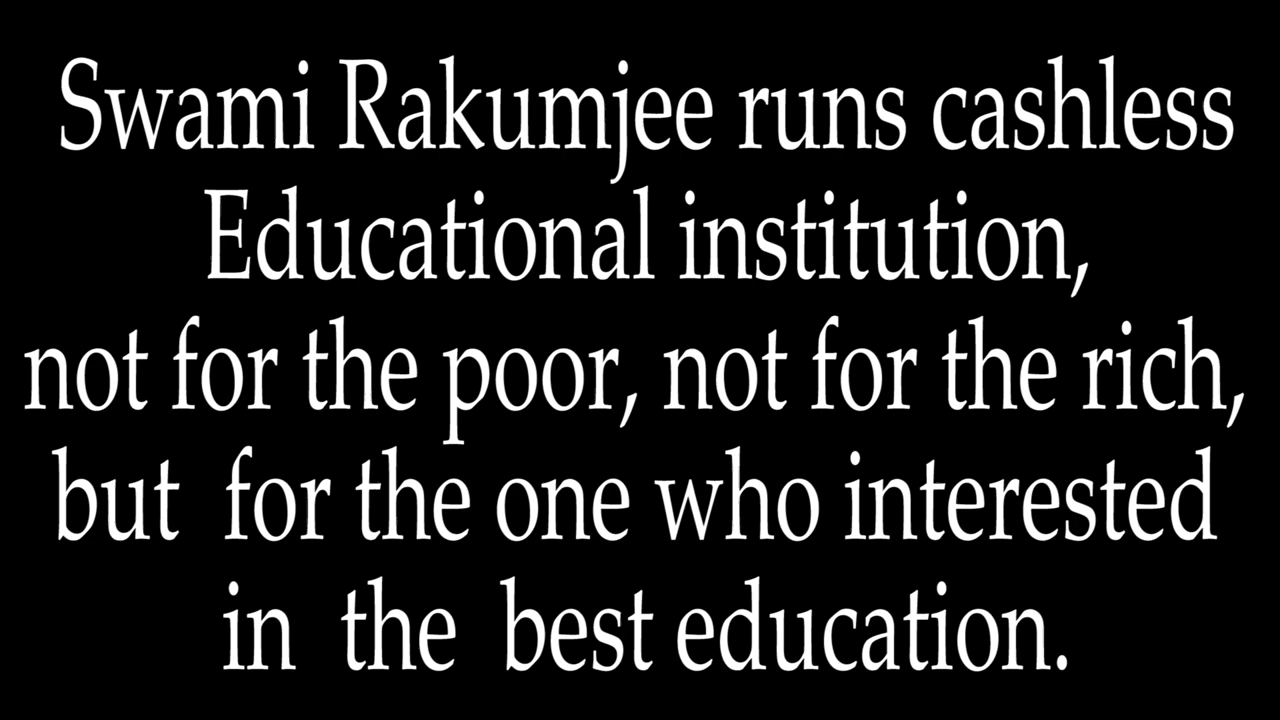 Swami Rakumjee runs cashless
Educational institution,
not for the poor, not for the rich,
but for the one who interested
in the best education.